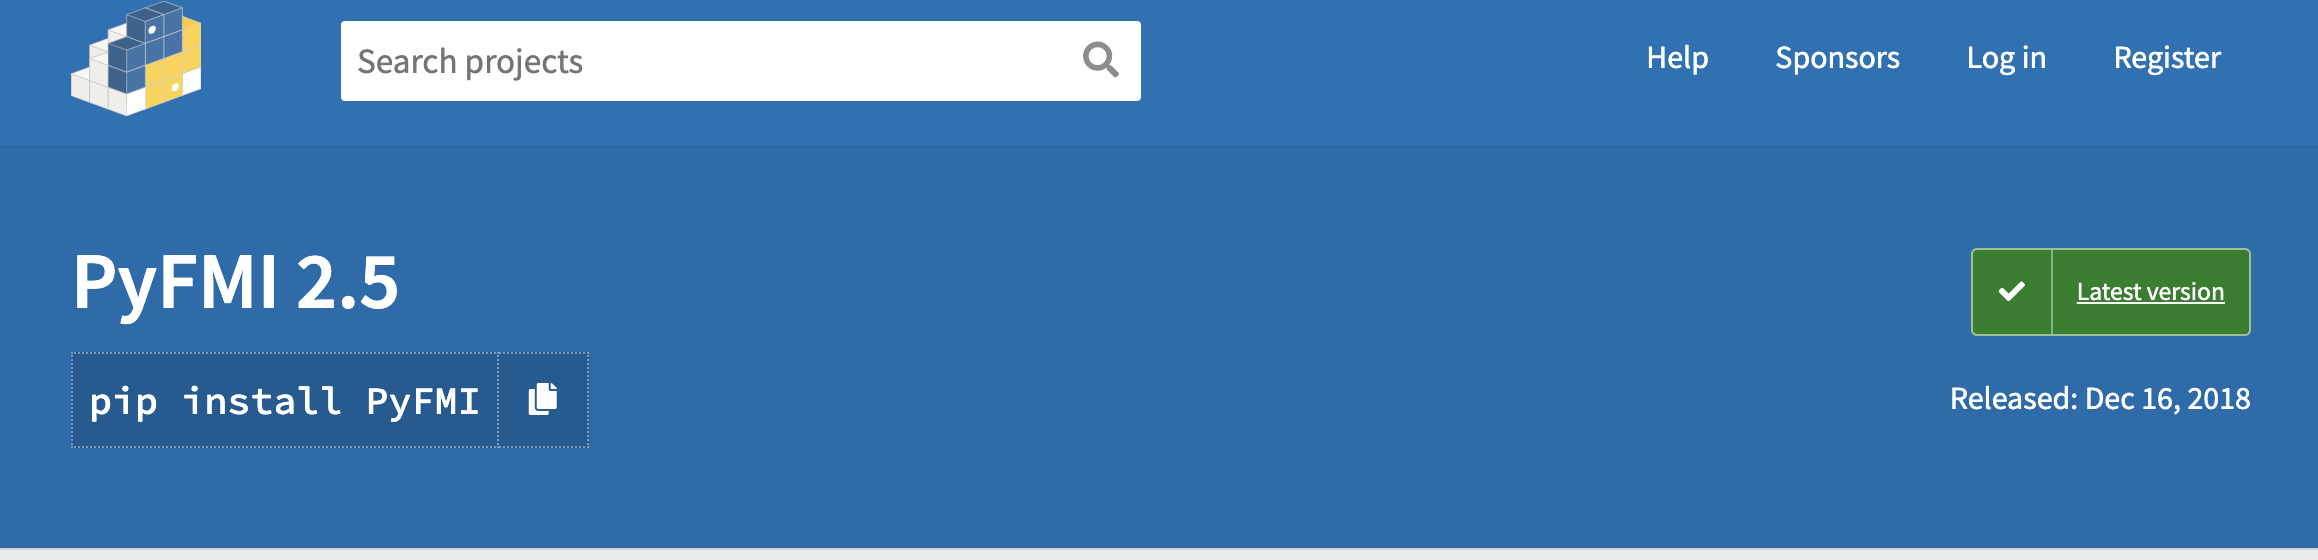 Search projects
Help
Sponsors
Log in
Register
PyFMI 2.5
Latest version
pip install PyFMI
Released: Dec 16, 2018